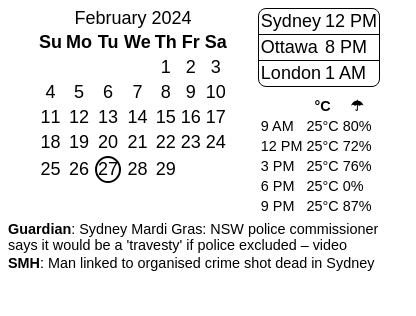 February 2024
Su Mo Tu We Th Fr Sa
1 2 3
4 5 6 7 8 9 10
11 12 13 14 15 16 17
18 19 20 21 22 23 24
25 26 27 28 29
Sydney 12 PM
Ottawa 8 PM
London 1 AM
°C ☂
9 AM 25°C 80%
12 PM 25°C 72%
3 PM 25°C 76%
6 PM 25°C 0%
9 PM 25°C 87%
Guardian: Sydney Mardi Gras: NSW police commissioner
says it would be a 'travesty' if police excluded – video
SMH: Man linked to organised crime shot dead in Sydney